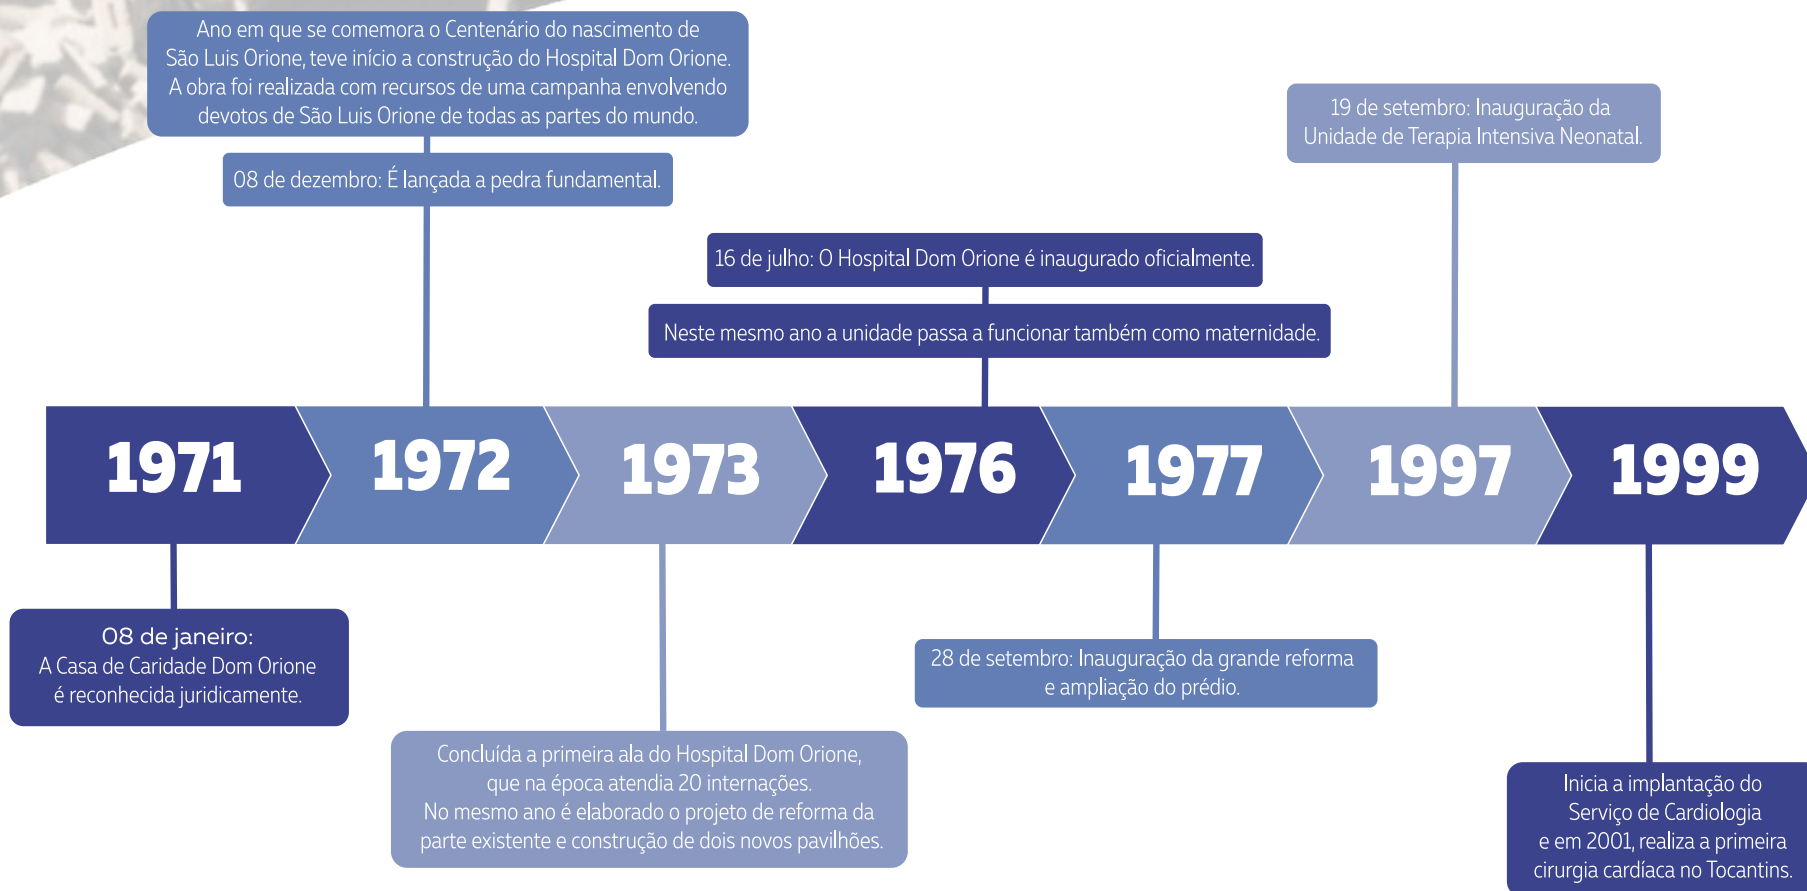 Ano em que se comemora o Centenário do nascimento de
São Luis Orione, teve início a construção do Hospital Dom Orione.
A obra foi realizada com recursos de uma campanha envolvendo
devotos de São Luis Orione de todas as partes do mundo.
08 de dezembro: É lançada a pedra fundamental.
19 de setembro: Inauguração da
Unidade de Terapia Intensiva Neonatal.
16 de julho: O Hospital Dom Orione é inaugurado oficialmente.
Neste mesmo ano a unidade passa a funcionar também como maternidade.
1971
1972
1973
1976
1977
1997
1999
08 de janeiro:
A Casa de Caridade Dom Orione
é reconhecida juridicamente.
28 de setembro: Inauguração da grande reforma
e ampliação do prédio.
Concluída a primeira ala do Hospital Dom Orione,
que na época atendia 20 internações.
No mesmo ano é elaborado o projeto de reforma da
parte existente e construção de dois novos pavilhões.
Inicia a implantação do
Serviço de Cardiologia
e em 2001, realiza a primeira
cirurgia cardíaca no Tocantins.